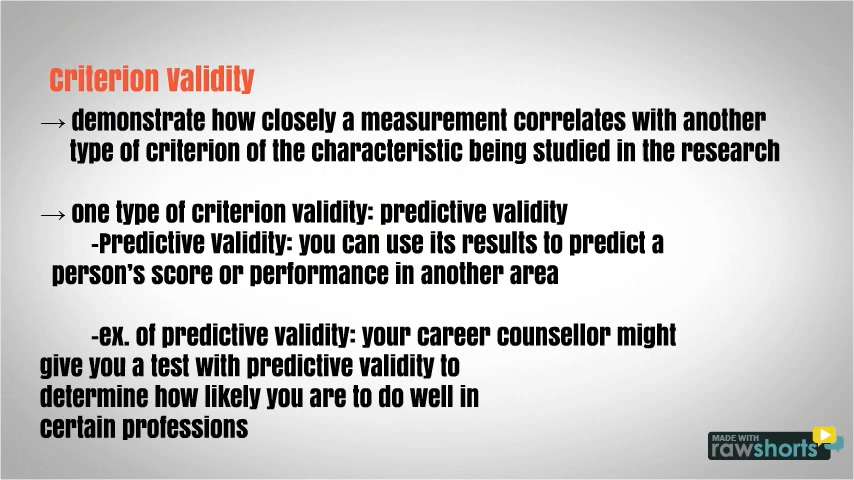 Criterion Validity
→ demonstrate how closely a measurement correlates with another
type of criterion of the characteristic being studied in the research
→ one type of criterion validity: predictive validity
-Predictive Validity: you can use its results to predict a
person's score or performance in another area
-ex. of predictive validity: your career counsellor might
give you a test with predictive validity to
determine how likely you are to do well in
certain professions
MADE WITH
rawshorts